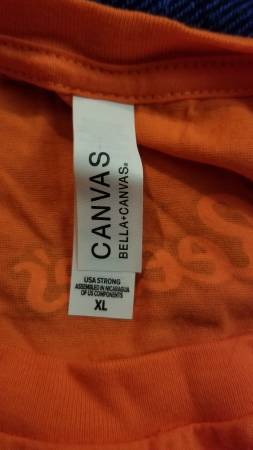 CANVAS
BELLA+CANVAS®
USA STRONG
ASSEMBLED IN NICARAGUA
OF US COMPONENTS
XL